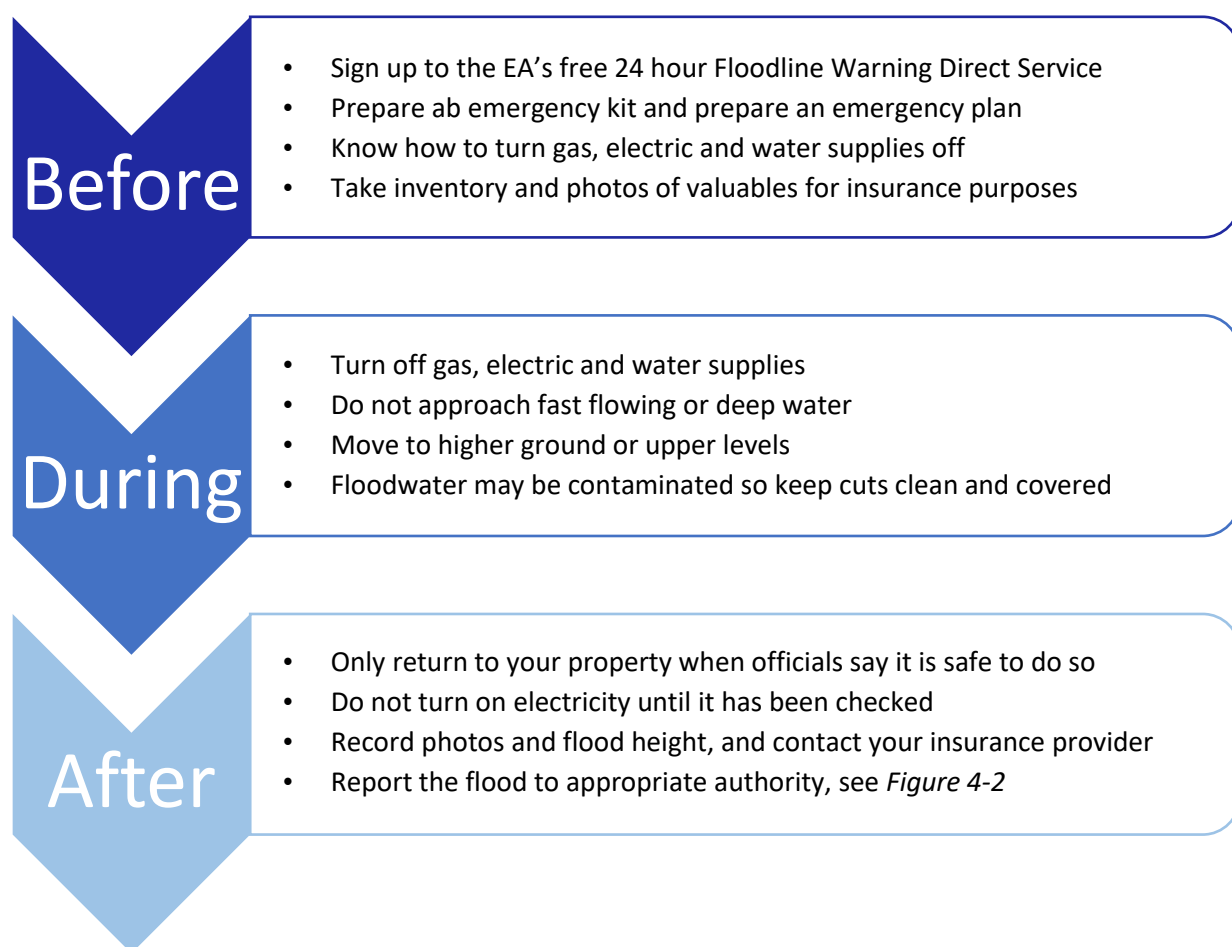 Before
• Sign up to the EA’s free 24 hour Floodline Warning Direct Service
• Prepare ab emergency kit and prepare an emergency plan
• Know how to turn gas, electric and water supplies off
• Take inventory and photos of valuables for insurance purposes
During
• Turn off gas, electric and water supplies
• Do not approach fast flowing or deep water
• Move to higher ground or upper levels
• Floodwater may be contaminated so keep cuts clean and covered
After
• Only return to your property when officials say it is safe to do so
• Do not turn on electricity until it has been checked
• Record photos and flood height, and contact your insurance provider
• Report the flood to appropriate authority, see Figure 4-2